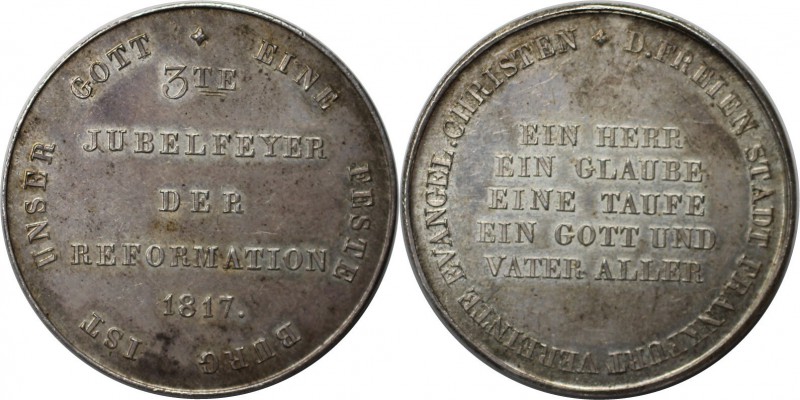 EINE FESTE BURG IST UNSER GOTT
3TE
JUBELFEYER
DER
REFORMATION
1817.
D. FREIEN STADT FRANKFURT VEREINTE EVANGEL. CHRISTEN
EIN HERR
EIN GLAUBE
EINE TAUFE
EIN GOTT UND
VATER ALLER